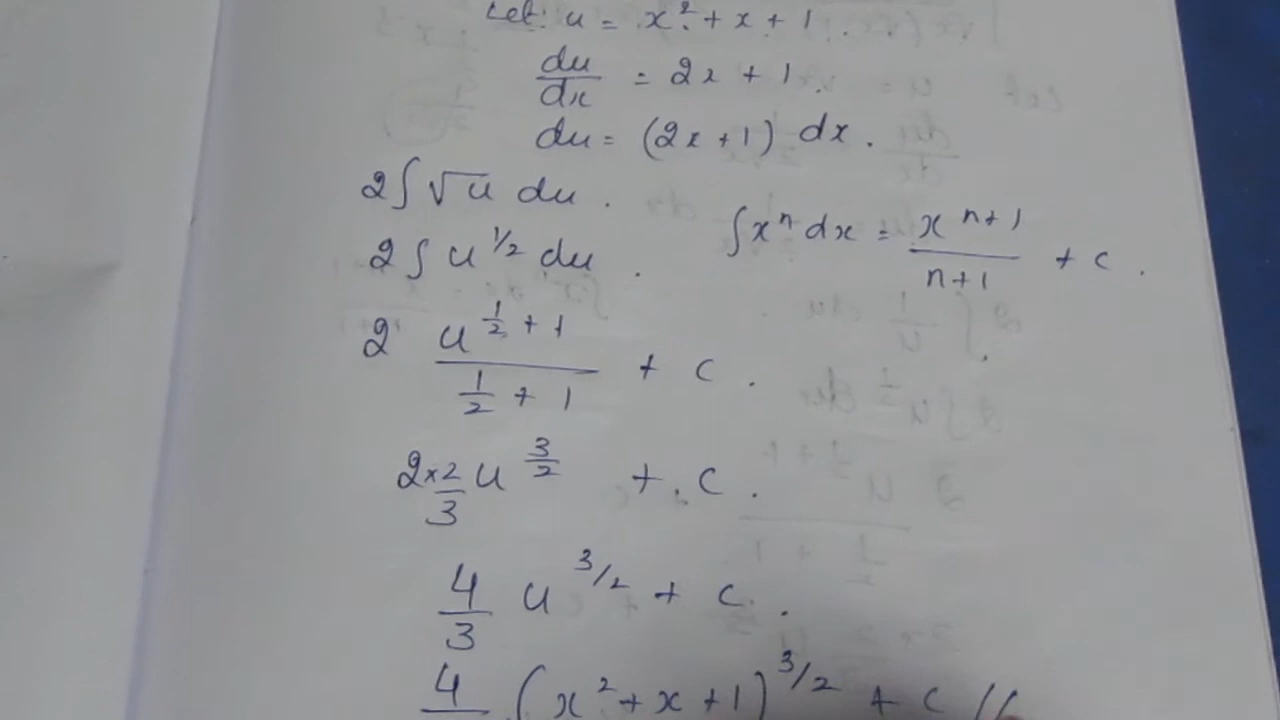 Let: u = x² + x + 1.
du/dx = 2x + 1.
du = (2x+1) dx.
2∫√u du.
2∫ u^1/2 du.
∫x^n dx = x^n+1/n+1 + c.
2 u^1/2+1 / 1/2+1 + c.
2×2/3 u^3/2 + c.
4/3 u^3/2 + c.
4 (x²+x+1)^3/2 + c //